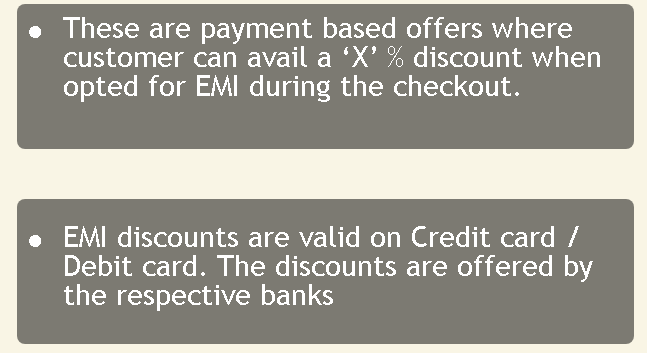 • These are payment based offers where
customer can avail a ‘X’ % discount when
opted for EMI during the checkout.
• EMI discounts are valid on Credit card /
Debit card. The discounts are offered by
the respective banks